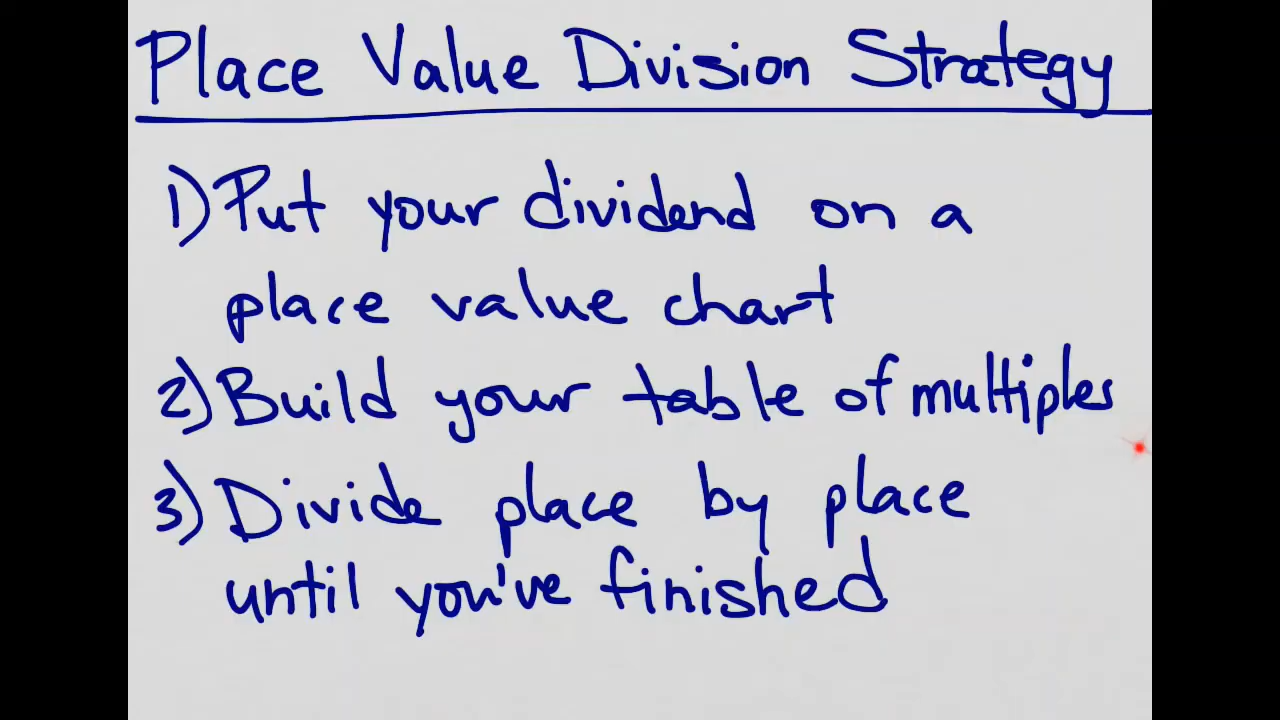 Place Value Division Strategy
1) Put your dividend on a
place value chart
2) Build your table of multiples
3) Divide place by place
until you've finished